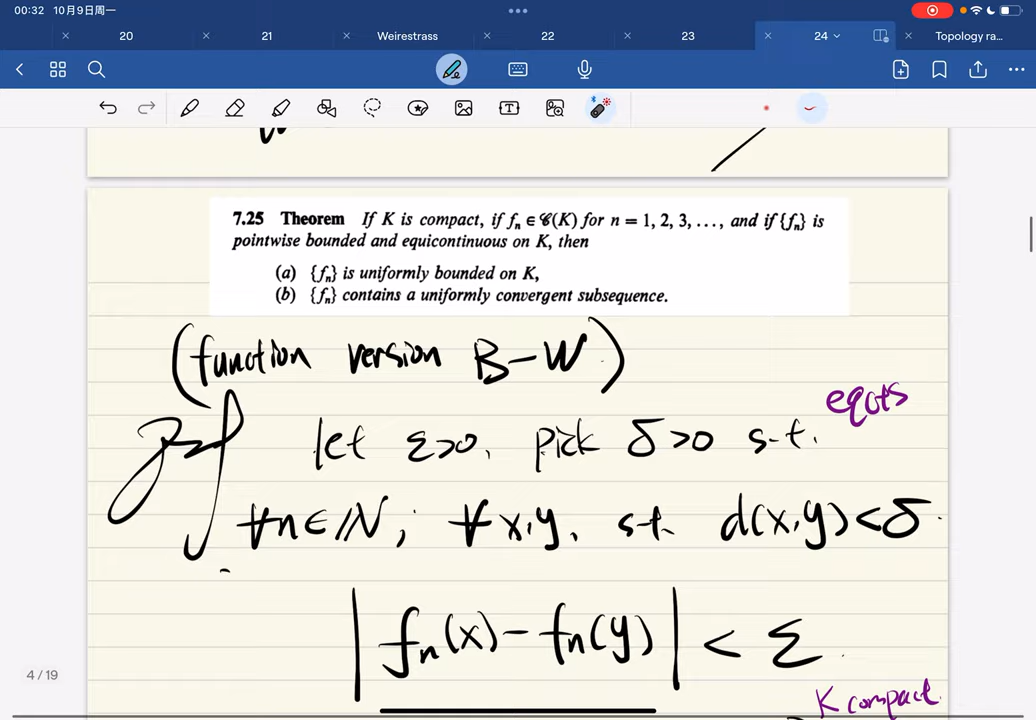 00:32 10月9日周一
20 21 Weirestrass 22 23 24 Topology ra...
7.25 Theorem If K is compact, if fₙ ∈ 𝒞(K) for n = 1, 2, 3, ..., and if {fₙ} is
pointwise bounded and equicontinuous on K, then
(a) {fₙ} is uniformly bounded on K,
(b) {fₙ} contains a uniformly convergent subsequence.
(function version B-W)
eqcts
let ε>0, pick δ>0 s.t.
∀n∈ℕ, ∀x,y, s.t. d(x,y)<δ.
|fₙ(x) - fₙ(y)| < ε.
4 / 19
K compact.